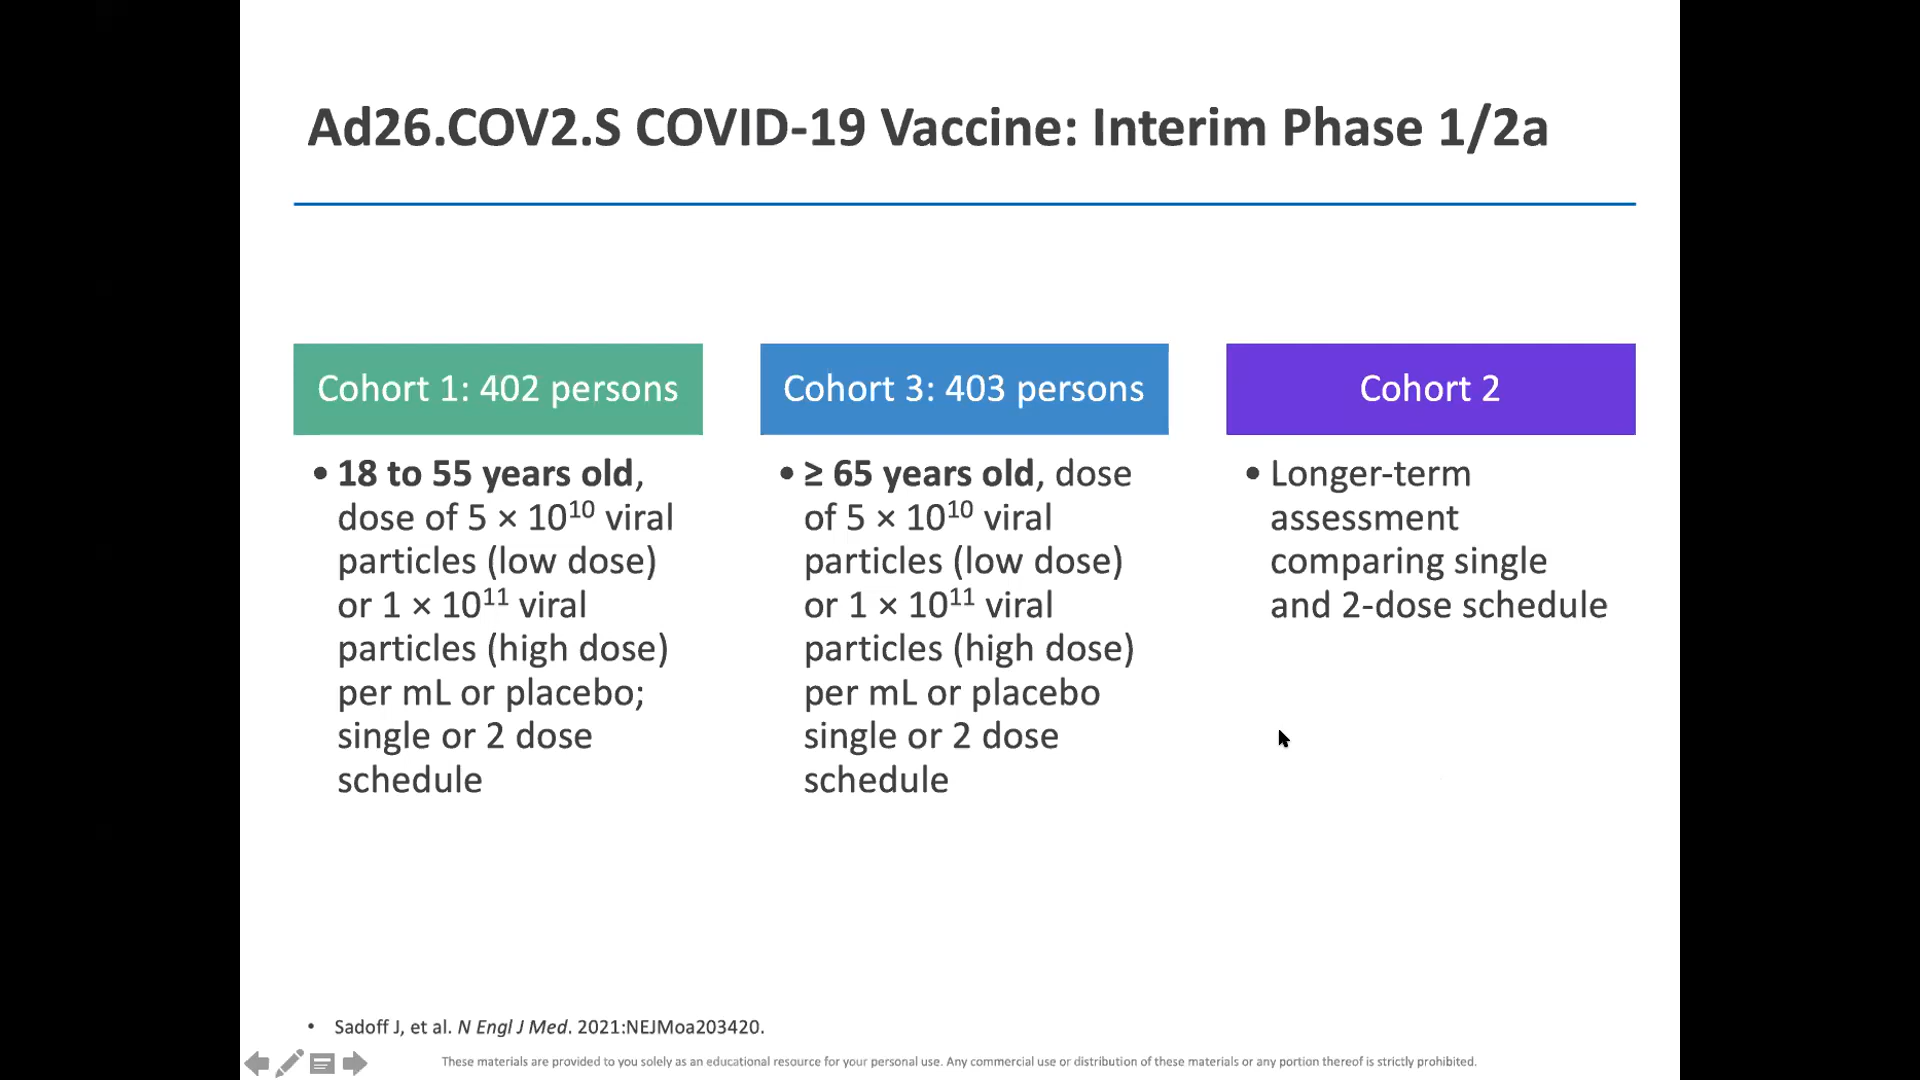 Ad26.COV2.S COVID-19 Vaccine: Interim Phase 1/2a
Cohort 1: 402 persons
• 18 to 55 years old,
dose of 5 × 10¹⁰ viral
particles (low dose)
or 1 × 10¹¹ viral
particles (high dose)
per mL or placebo;
single or 2 dose
schedule
Cohort 3: 403 persons
• ≥ 65 years old, dose
of 5 × 10¹⁰ viral
particles (low dose)
or 1 × 10¹¹ viral
particles (high dose)
per mL or placebo
single or 2 dose
schedule
Cohort 2
• Longer-term
assessment
comparing single
and 2-dose schedule
• Sadoff J, et al. N Engl J Med. 2021:NEJMoa203420.
These materials are provided to you solely as an educational resource for your personal use. Any commercial use or distribution of these materials or any portion thereof is strictly prohibited.